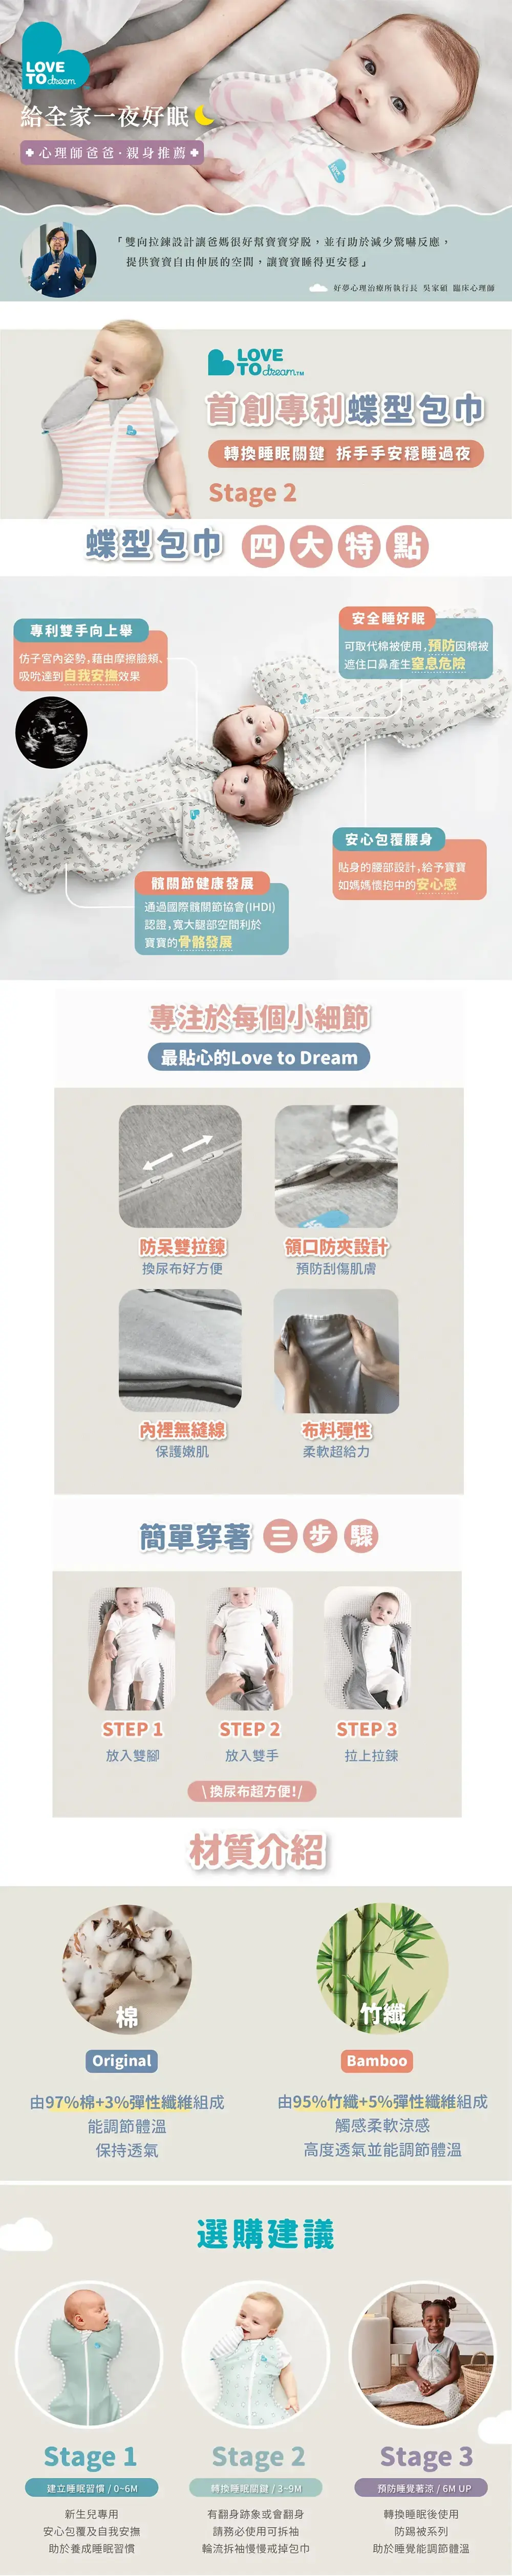 LOVE
TO dream
給全家一夜好眠
心理師爸爸·親身推薦
「雙向拉鍊設計讓爸媽很好幫寶寶穿脫，並有助於減少驚嚇反應，
提供寶寶自由伸展的空間，讓寶寶睡得更安穩」
好夢心理治療所執行長 吳家碩 臨床心理師
LOVE
TO dream™
首創專利蝶型包巾
轉換睡眠關鍵 拆手手安穩睡過夜
Stage 2
蝶型包巾 四大特點
專利雙手向上舉
仿子宮內姿勢,藉由摩擦臉頰、
吸吮達到自我安撫效果
安全睡好眠
可取代棉被使用,預防因棉被
遮住口鼻產生窒息危險
安心包覆腰身
貼身的腰部設計,給予寶寶
如媽媽懷抱中的安心感
髖關節健康發展
通過國際髖關節協會(IHDI)
認證,寬大腿部空間利於
寶寶的骨骼發展
專注於每個小細節
最貼心的Love to Dream
防呆雙拉鍊
換尿布好方便
領口防夾設計
預防刮傷肌膚
內裡無縫線
保護嫩肌
布料彈性
柔軟超給力
簡單穿著三步驟
STEP 1
放入雙腳
STEP 2
放入雙手
STEP 3
拉上拉鍊
\ 換尿布超方便! /
材質介紹
棉
Original
由97%棉+3%彈性纖維組成
能調節體溫
保持透氣
竹纖
Bamboo
由95%竹纖+5%彈性纖維組成
觸感柔軟涼感
高度透氣並能調節體溫
選購建議
Stage 1
建立睡眠習慣 / 0~6M
新生兒專用
安心包覆及自我安撫
助於養成睡眠習慣
Stage 2
轉換睡眠關鍵 / 3~9M
有翻身跡象或會翻身
請務必使用可拆袖
輪流拆袖慢慢戒掉包巾
Stage 3
預防睡覺著涼 / 6M UP
轉換睡眠後使用
防踢被系列
助於睡覺能調節體溫